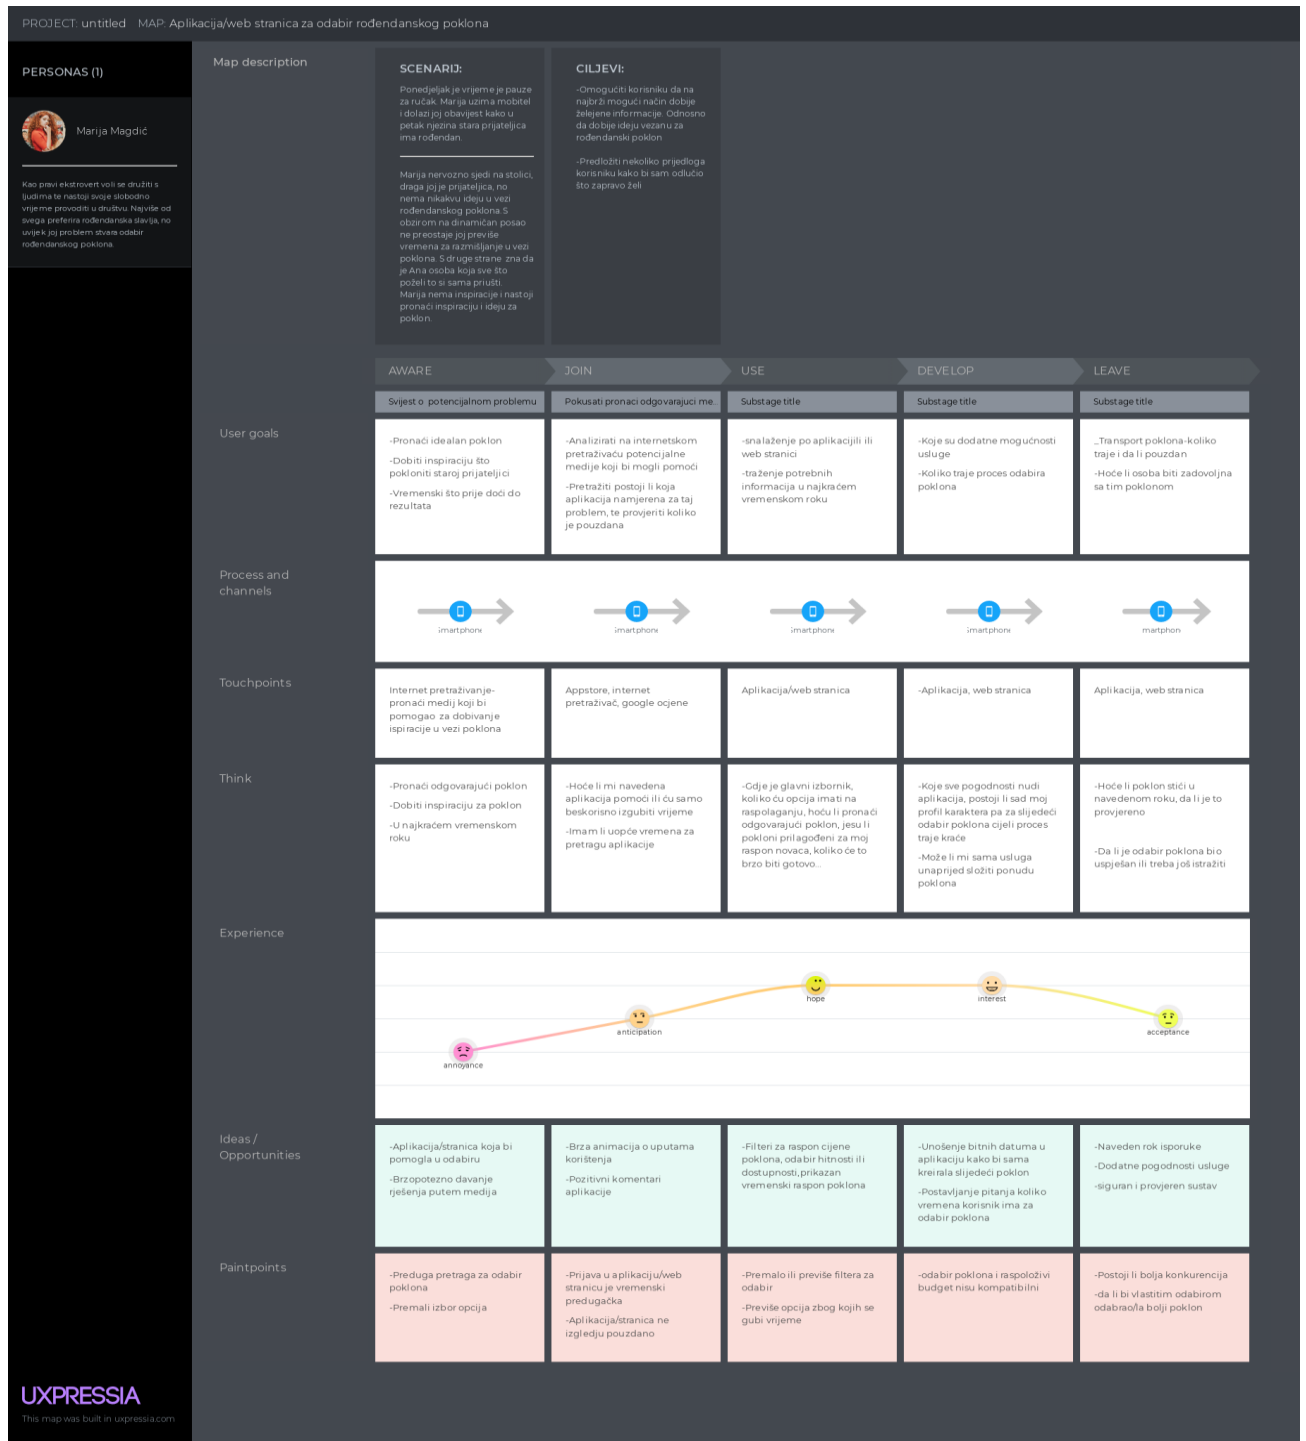 PROJECT: untitled MAP: Aplikacija/web stranica za odabir rođendanskog poklona
PERSONAS (1)
Marija Magdić
Kao pravi ekstrovert voli se družiti s
ljudima te nastoji svoje slobodno
vrijeme provoditi u društvu. Najviše od
svega preferira rođendanska slavlja, no
uvijek joj problem stvara odabir
rođendanskog poklona.
Map description
SCENARIJ:
Ponedjeljak je vrijeme je pauze
za ručak. Marija uzima mobitel
i dolazi joj obavijest kako u
petak njezina stara prijateljica
ima rođendan.
Marija nervozno sjedi na stolici,
draga joj je prijateljica, no
nema nikakvu ideju u vezi
rođendanskog poklona.S
obzirom na dinamičan posao
ne preostaje joj previše
vremena za razmišljanje u vezi
poklona. S druge strane zna da
je Ana osoba koja sve što
poželi to si sama priušti.
Marija nema inspiracije i nastoji
pronaći inspiraciju i ideju za
poklon.
CILJEVI:
-Omogućiti korisniku da na
najbrži mogući način dobije
željene informacije. Odnosno
da dobije ideju vezanu za
rođendanski poklon
-Predložiti nekoliko prijedloga
korisniku kako bi sam odlučio
što zapravo želi
AWARE
JOIN
USE
DEVELOP
LEAVE
Svijest o potencijalnom problemu
Pokusati pronaci odgovarajuci me..
Substage title
Substage title
Substage title
User goals
-Pronaći idealan poklon
-Dobiti inspiraciju što
pokloniti staroj prijateljici
-Vremenski što prije doći do
rezultata
-Analizirati na internetskom
pretraživaču potencijalne
medije koji bi mogli pomoći
-Pretražiti postoji li koja
aplikacija namjerena za taj
problem, te provjeriti koliko
je pouzdana
-snalaženje po aplikacijili ili
web stranici
-traženje potrebnih
informacija u najkraćem
vremenskom roku
-Koje su dodatne mogućnosti
usluge
-Koliko traje proces odabira
poklona
_Transport poklona-koliko
traje i da li pouzdan
-Hoće li osoba biti zadovoljna
sa tim poklonom
Process and
channels
Smartphone
Smartphone
Smartphone
Smartphone
martphon
Touchpoints
Internet pretraživanje-
pronaći medij koji bi
pomogao za dobivanje
ispiracije u vezi poklona
Appstore, internet
pretraživač, google ocjene
Aplikacija/web stranica
-Aplikacija, web stranica
Aplikacija, web stranica
Think
-Pronaći odgovarajući poklon
-Dobiti inspiraciju za poklon
-U najkraćem vremenskom
roku
-Hoće li mi navedena
aplikacija pomoći ili ću samo
beskorisno izgubiti vrijeme
-Imam li uopće vremena za
pretragu aplikacije
-Gdje je glavni izbornik,
koliko ću opcija imati na
raspolaganju, hoću li pronaći
odgovarajući poklon, jesu li
pokloni prilagođeni za moj
raspon novaca, koliko će to
brzo biti gotovo...
-Koje sve pogodnosti nudi
aplikacija, postoji li sad moj
profil karaktera pa za slijedeći
odabir poklona cijeli proces
traje kraće
-Može li mi sama usluga
unaprijed složiti ponudu
poklona
-Hoće li poklon stići u
navedenom roku, da li je to
provjereno
-Da li je odabir poklona bio
uspješan ili treba još istražiti
Experience
annoyance
anticipation
hope
interest
acceptance
Ideas /
Opportunities
-Aplikacija/stranica koja bi
pomogla u odabiru
-Brzopotezno davanje
rješenja putem medija
-Brza animacija o uputama
korištenja
-Pozitivni komentari
aplikacije
-Filteri za raspon cijene
poklona, odabir hitnosti ili
dostupnosti,prikazan
vremenski raspon poklona
-Unošenje bitnih datuma u
aplikaciju kako bi sama
kreirala slijedeći poklon
-Postavljanje pitanja koliko
vremena korisnik ima za
odabir poklona
-Naveden rok isporuke
-Dodatne pogodnosti usluge
-siguran i provjeren sustav
Paintpoints
-Preduga pretraga za odabir
poklona
-Premali izbor opcija
-Prijava u aplikaciju/web
stranicu je vremenski
predugačka
-Aplikacija/stranica ne
izgledju pouzdano
-Premalo ili previše filtera za
odabir
-Previše opcija zbog kojih se
gubi vrijeme
-odabir poklona i raspoloživi
budget nisu kompatibilni
-Postoji li bolja konkurencija
-da li bi vlastitim odabirom
odabrao/la bolji poklon
UXPRESSIA
This map was built in uxpressia.com